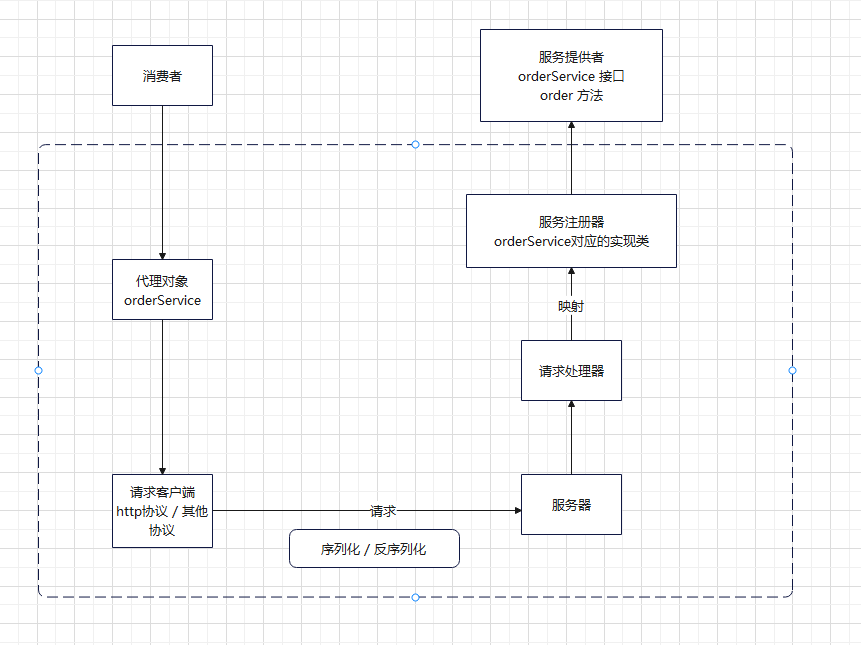 消费者
服务提供者
orderService 接口
order 方法
服务注册器
orderService对应的实现类
代理对象
orderService
映射
请求处理器
请求客户端
http协议 / 其他
协议
请求
服务器
序列化 / 反序列化